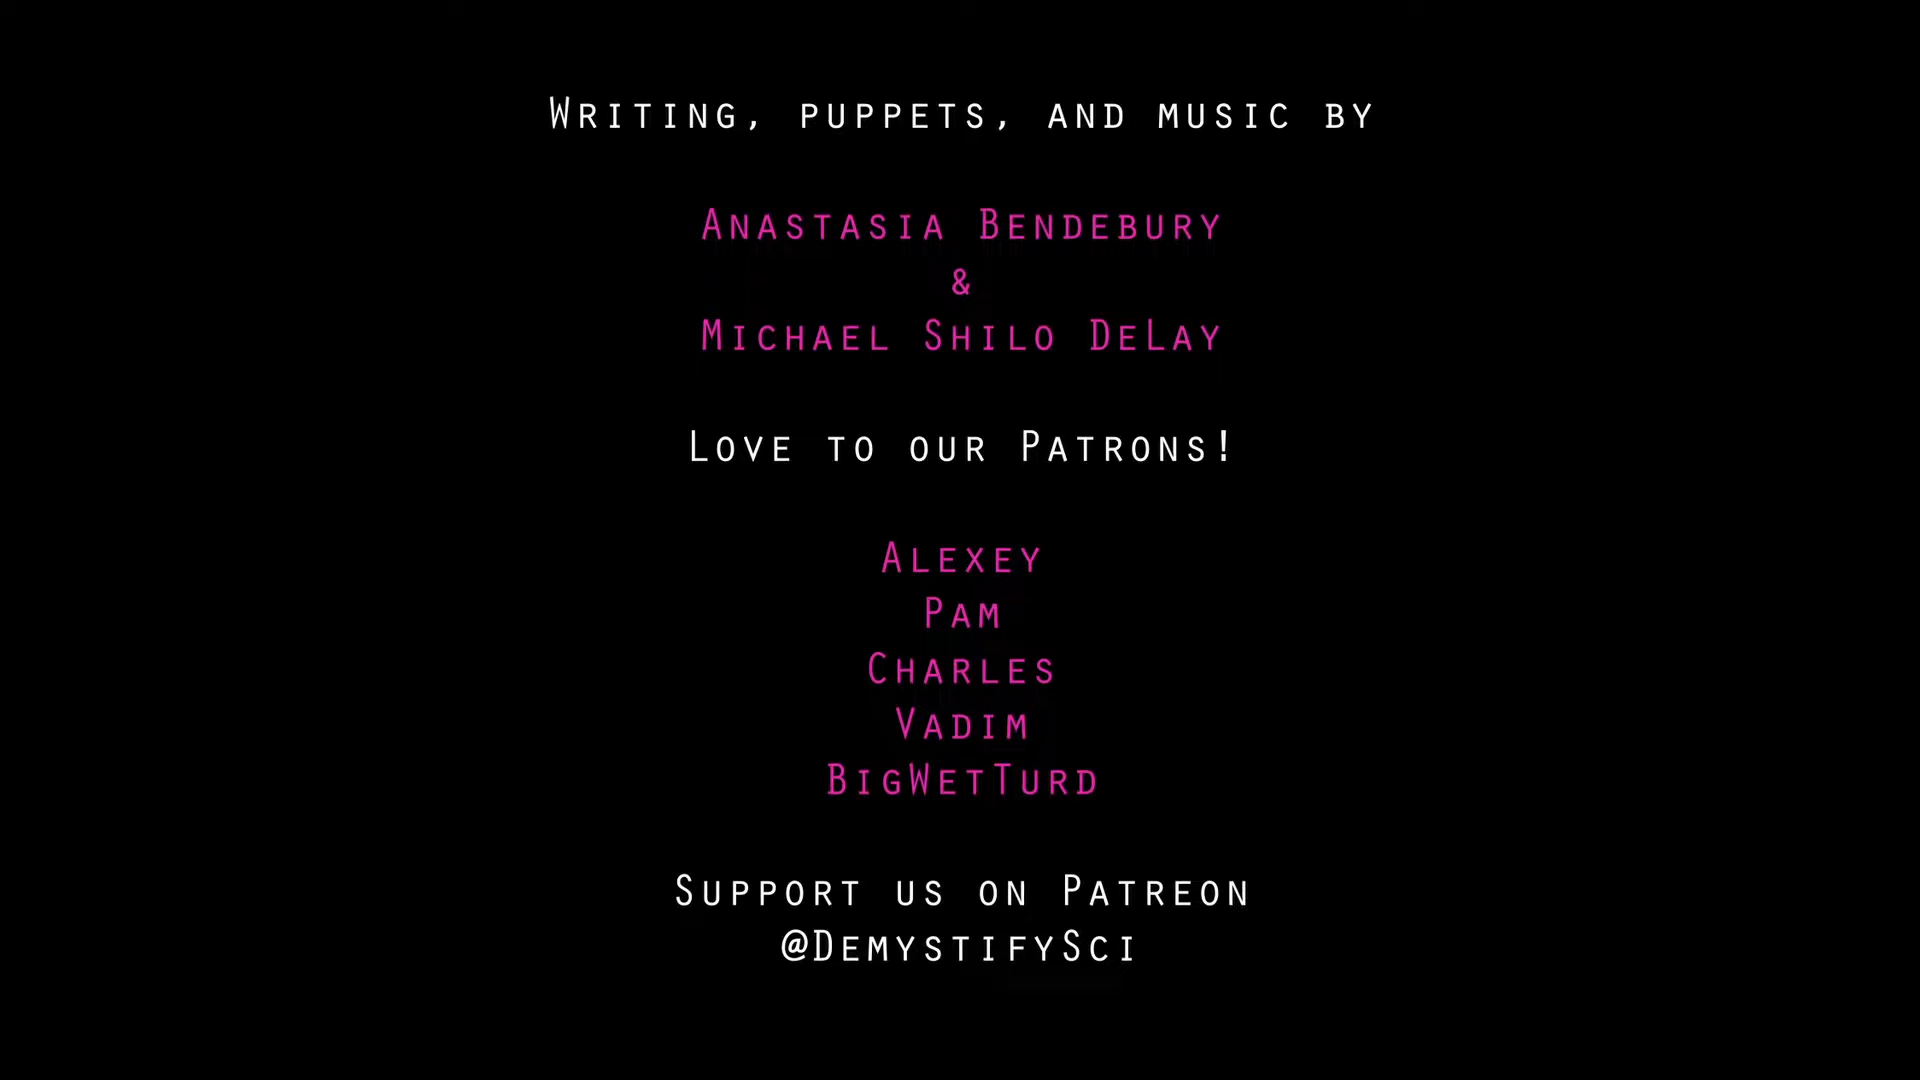 Writing, puppets, and music by
Anastasia Bendebury
&
Michael Shilo DeLay
Love to our Patrons!
Alexey
Pam
Charles
Vadim
BigWetTurd
Support us on Patreon
@DemystifySci